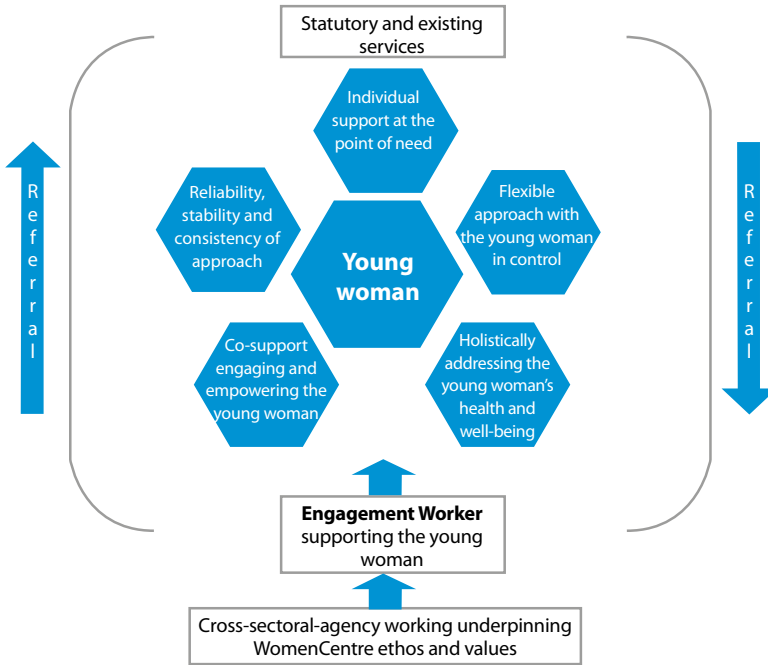 Statutory and existing
services
Individual
support at the
point of need
Reliability,
stability and
consistency of
approach
Flexible
approach with
the young woman
in control
Young
woman
Co-support
engaging and
empowering the
young woman
Holistically
addressing the
young woman's
health and
well-being
Referral
Referral
Engagement Worker
supporting the young
woman
Cross-sectoral-agency working underpinning
WomenCentre ethos and values